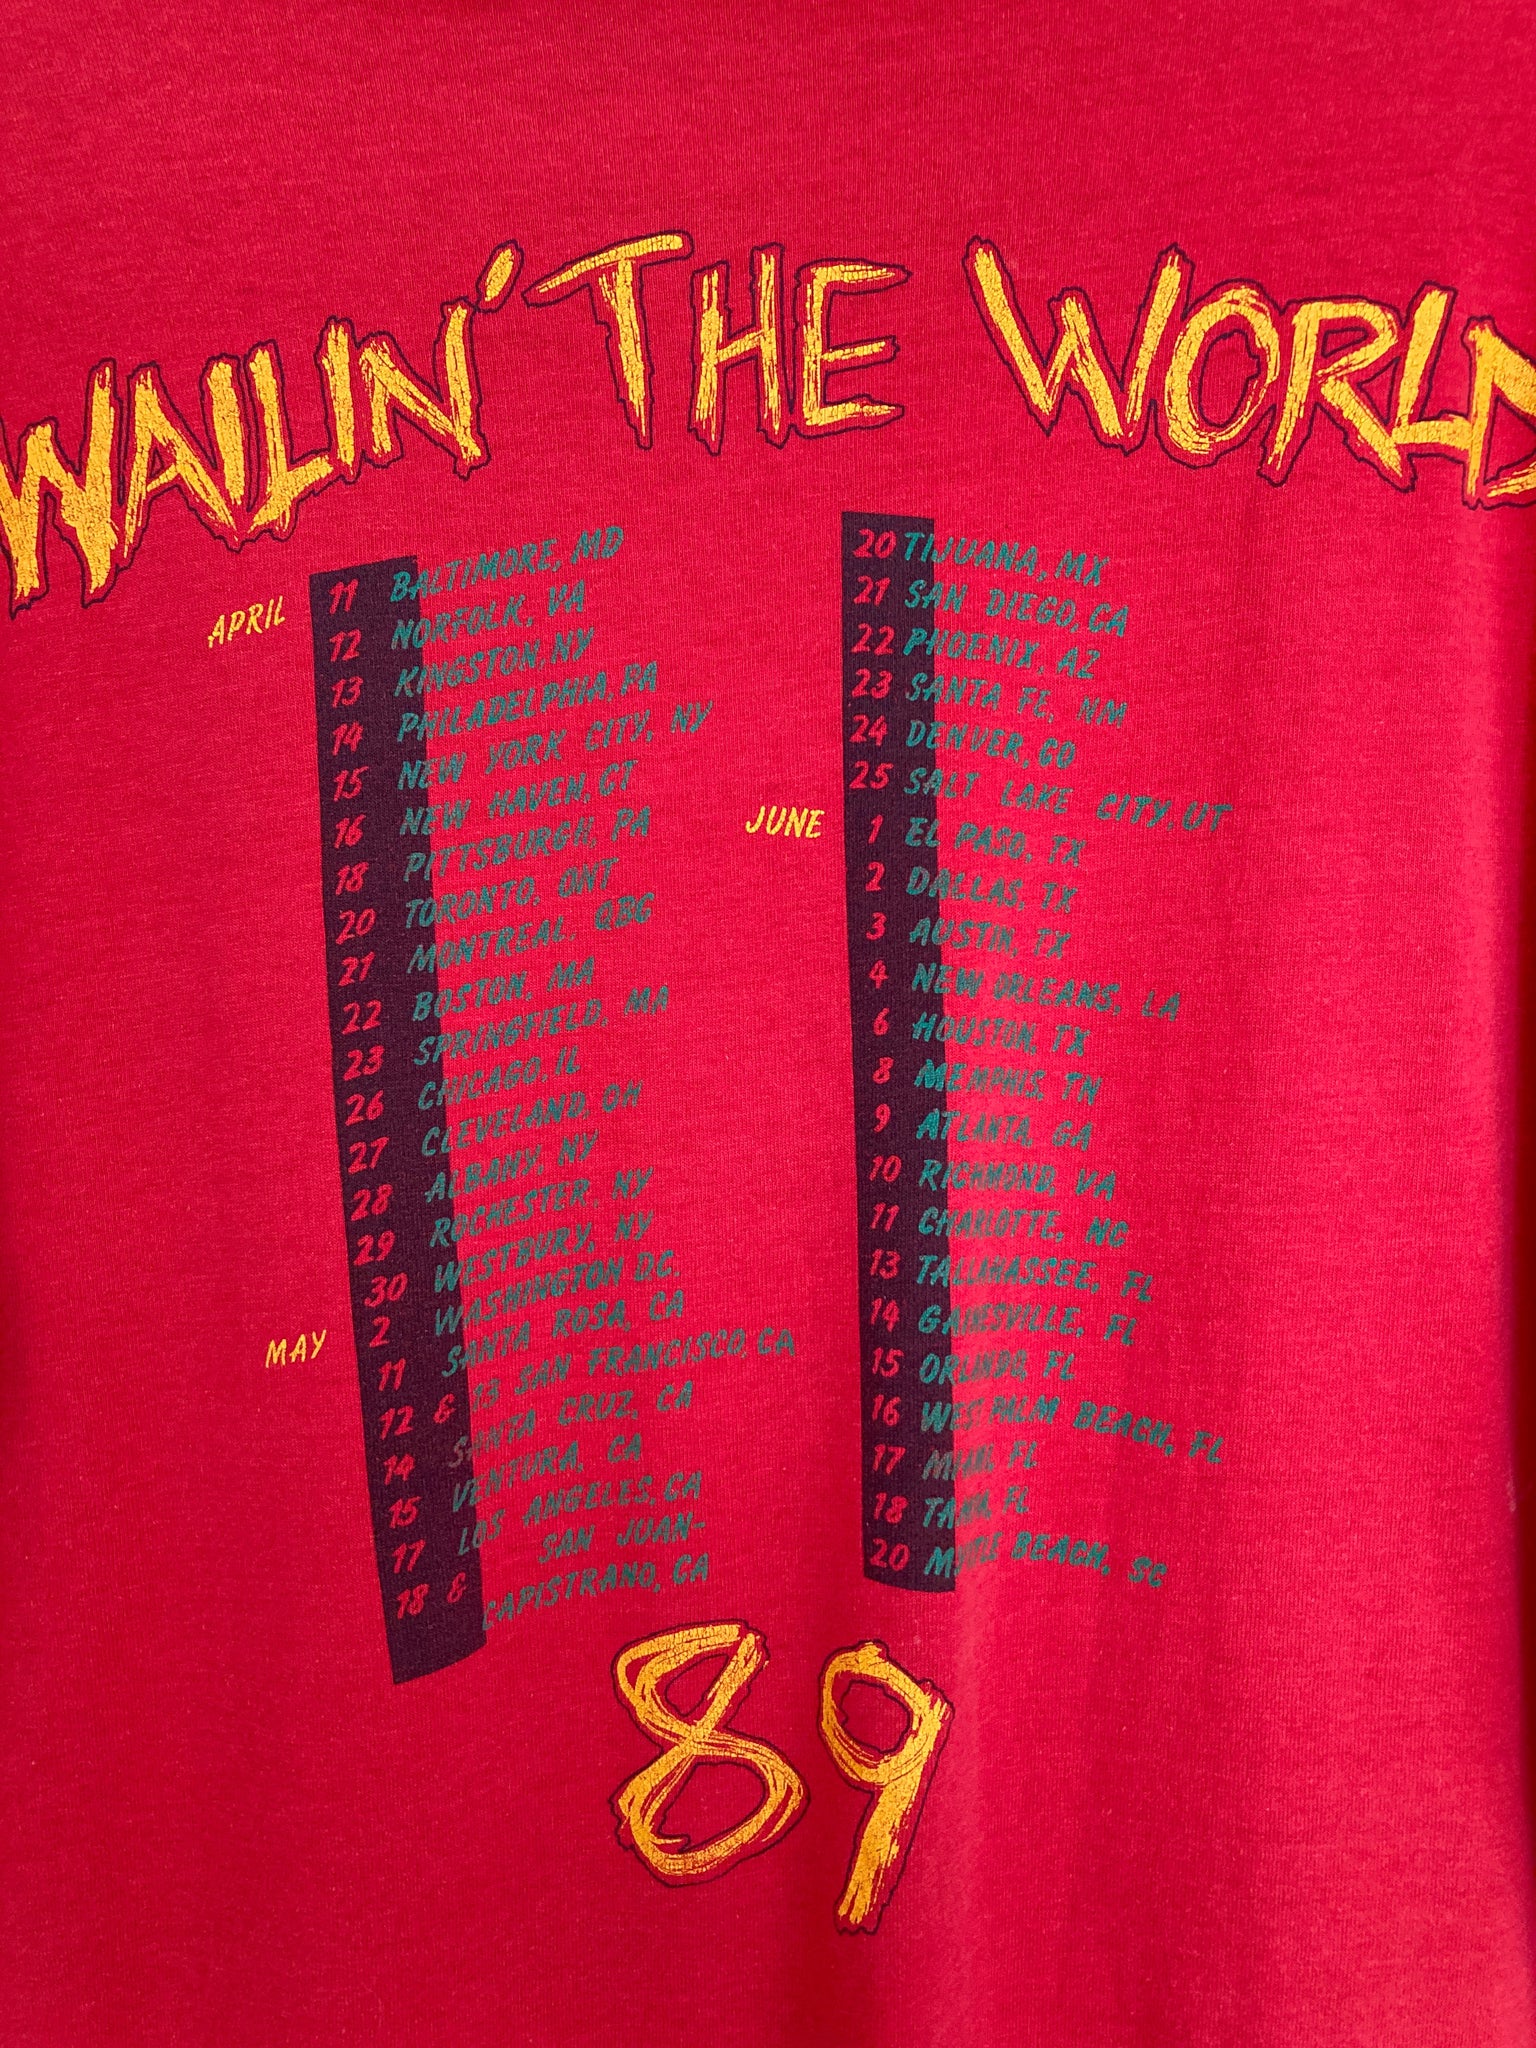 WAILIN' THE WORLD
APRIL 11 BALTIMORE, MD
12 NORFOLK, VA
13 KINGSTON, NY
14 PHILADELPHIA, PA
15 NEW YORK CITY, NY
16 NEW HAVEN, CT
18 PITTSBURGH, PA
20 TORONTO, ONT
21 MONTREAL, QBC
22 BOSTON, MA
23 SPRINGFIELD, MA
26 CHICAGO, IL
27 CLEVELAND, OH
28 ALBANY, NY
29 ROCHESTER, NY
30 WESTBURY, NY
MAY 2 WASHINGTON D.C.
11 SANTA ROSA, CA
12 & 13 SAN FRANCISCO, CA
14 SANTA CRUZ, CA
15 VENTURA, CA
17 LOS ANGELES, CA
18 & SAN JUAN-
CAPISTRANO, CA
20 TIJUANA, MX
21 SAN DIEGO, CA
22 PHOENIX, AZ
23 SANTA FE, NM
24 DENVER, CO
25 SALT LAKE CITY, UT
JUNE 1 EL PASO, TX
2 DALLAS, TX
3 AUSTIN, TX
4 NEW ORLEANS, LA
6 HOUSTON, TX
8 MEMPHIS, TN
9 ATLANTA, GA
10 RICHMOND, VA
11 CHARLOTTE, NC
13 TALLAHASSEE, FL
14 GAINESVILLE, FL
15 ORLANDO, FL
16 WEST PALM BEACH, FL
17 MIAMI, FL
18 TAMPA, FL
20 MYRTLE BEACH, SC
89